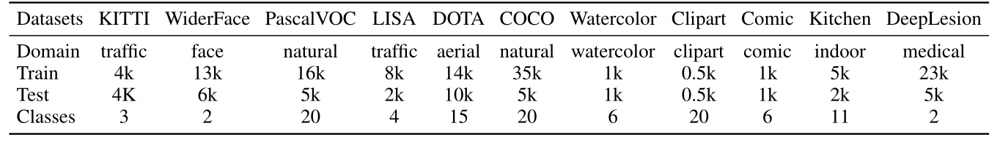 Datasets KITTI WiderFace PascalVOC LISA DOTA COCO Watercolor Clipart Comic Kitchen DeepLesion
Domain traffic face natural traffic aerial natural watercolor clipart comic indoor medical
Train 4k 13k 16k 8k 14k 35k 1k 0.5k 1k 5k 23k
Test 4K 6k 5k 2k 10k 5k 1k 0.5k 1k 2k 5k
Classes 3 2 20 4 15 20 6 20 6 11 2